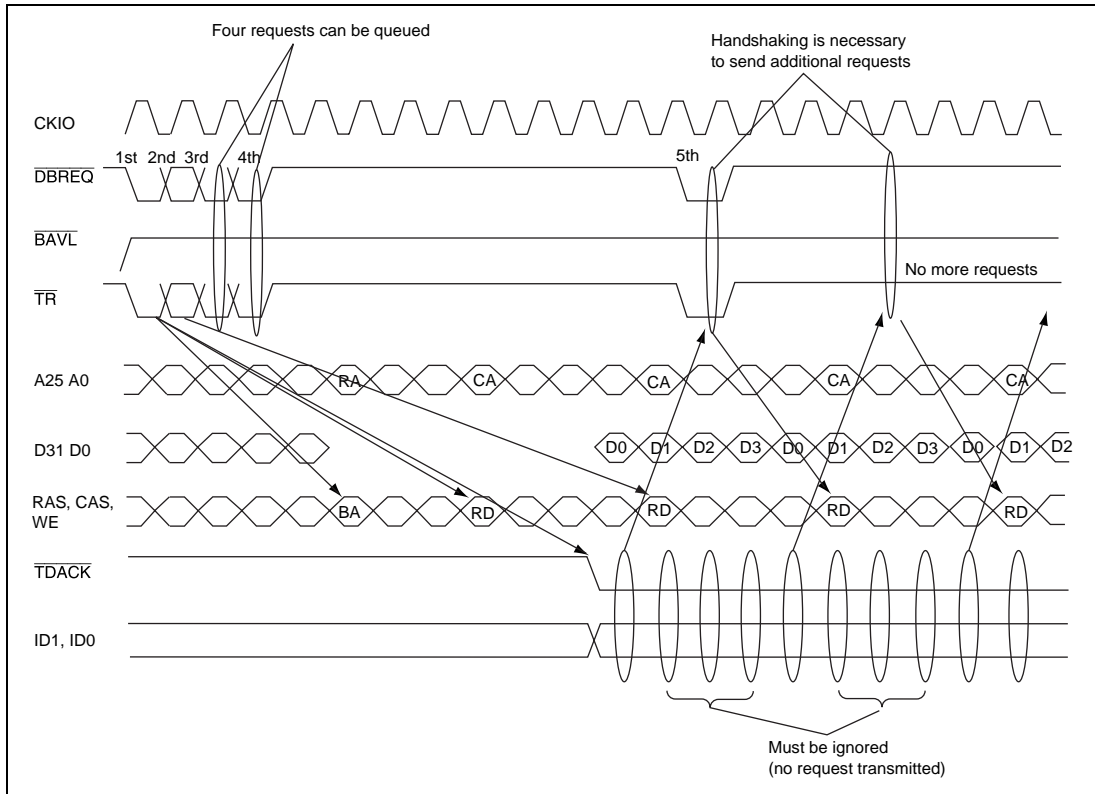 Four requests can be queued
Handshaking is necessary
to send additional requests
CKIO
1st 2nd 3rd 4th 5th
DBREQ
BAVL
No more requests
TR
A25 A0 RA CA CA CA CA
D31 D0 D0 D1 D2 D3 D0 D1 D2 D3 D0 D1 D2
RAS, CAS,
WE
BA RD RD RD RD
TDACK
ID1, ID0
Must be ignored
(no request transmitted)